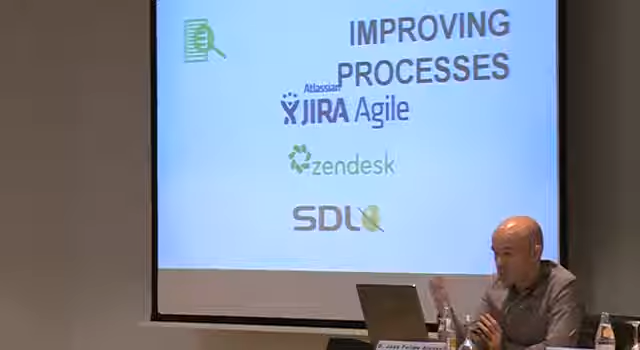 IMPROVING
PROCESSES
Atlassian
JIRA Agile
zendesk
SDL